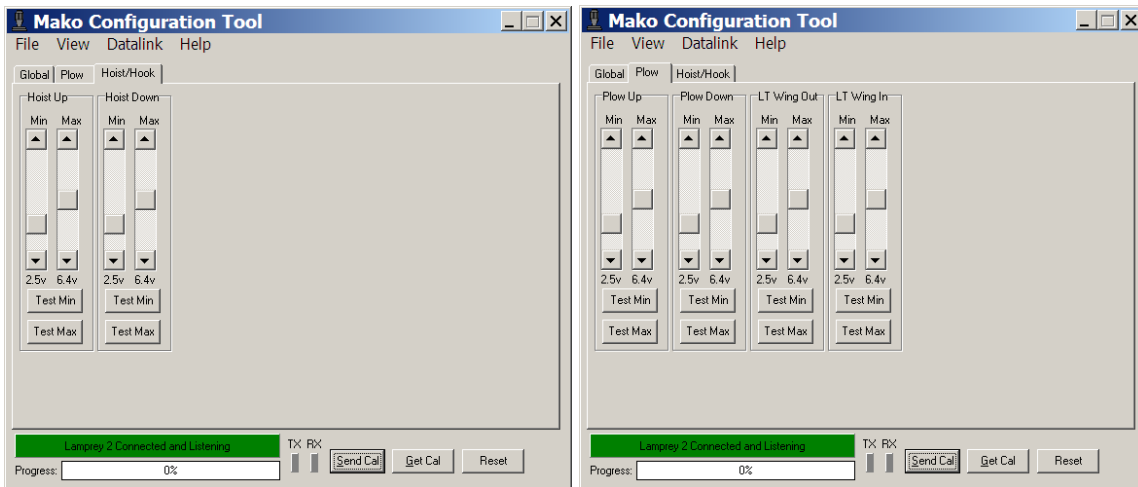 Mako Configuration Tool
File View Datalink Help
Global Plow Hoist/Hook
Hoist Up Hoist Down
Min Max Min Max
2.5v 6.4v 2.5v 6.4v
Test Min Test Min
Test Max Test Max
Lamprey 2 Connected and Listening TX RX
Send Cal Get Cal Reset
Progress: 0%
Mako Configuration Tool
File View Datalink Help
Global Plow Hoist/Hook
Plow Up Plow Down LT Wing Out LT Wing In
Min Max Min Max Min Max Min Max
2.5v 6.4v 2.5v 6.4v 2.5v 6.4v 2.5v 6.4v
Test Min Test Min Test Min Test Min
Test Max Test Max Test Max Test Max
Lamprey 2 Connected and Listening TX RX
Send Cal Get Cal Reset
Progress: 0%